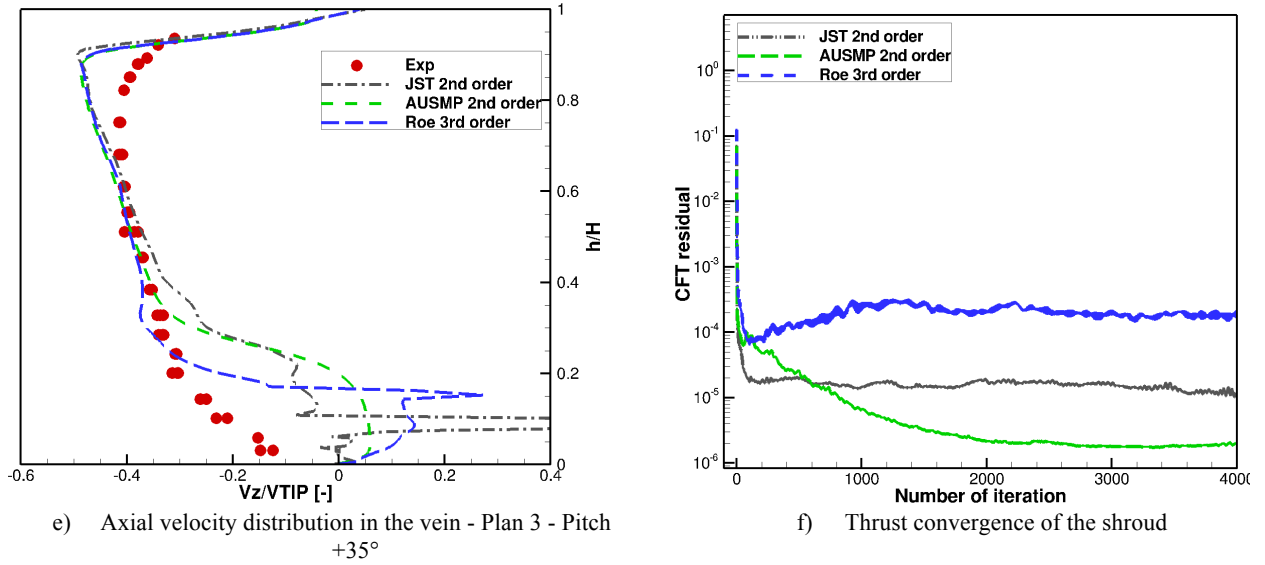 1
0.8
0.6
0.4
0.2
0
h/H
Exp
JST 2nd order
AUSMP 2nd order
Roe 3rd order
-0.6 -0.4 -0.2 0 0.2 0.4
Vz/VTIP [-]
e) Axial velocity distribution in the vein - Plan 3 - Pitch
+35°
JST 2nd order
AUSMP 2nd order
Roe 3rd order
10^0
10^-1
10^-2
10^-3
10^-4
10^-5
10^-6
CFT residual
0 1000 2000 3000 4000
Number of iteration
f) Thrust convergence of the shroud